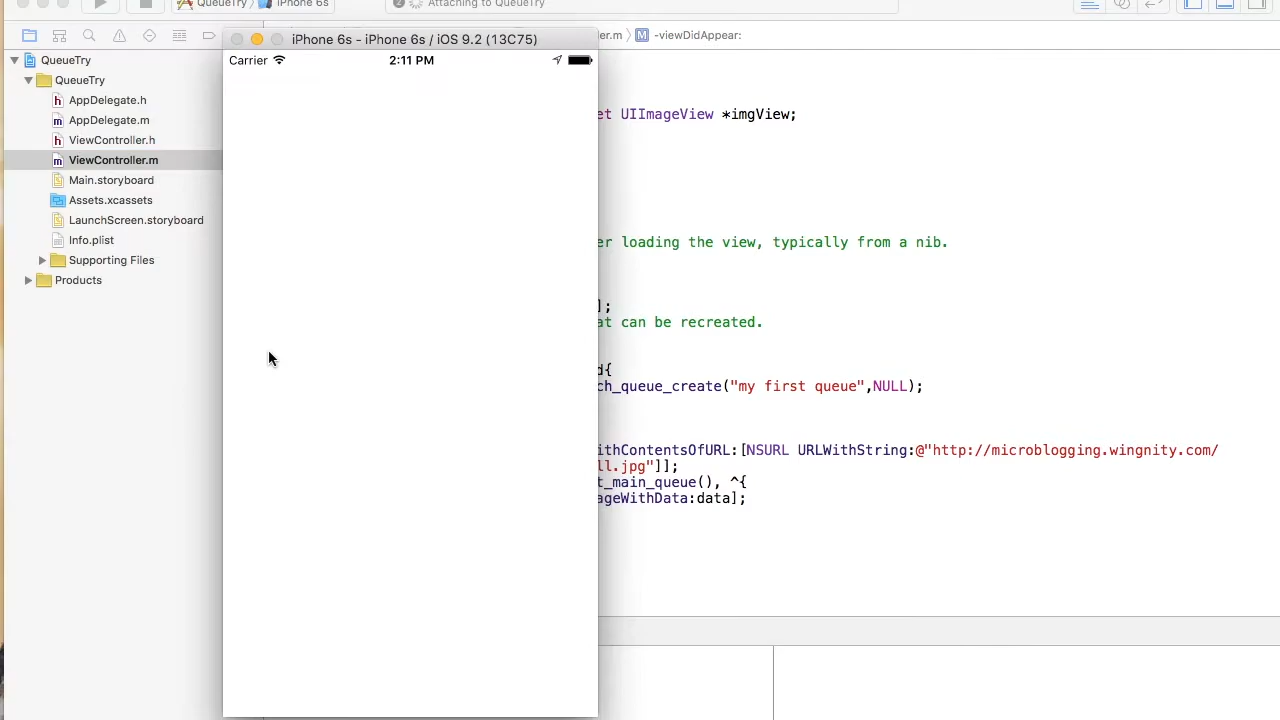 QueueTry
iPhone 6s
Attaching to QueueTry
iPhone 6s - iPhone 6s / iOS 9.2 (13C75)
er.m
-viewDidAppear:
Carrier
2:11 PM
QueueTry
QueueTry
AppDelegate.h
AppDelegate.m
ViewController.h
ViewController.m
Main.storyboard
Assets.xcassets
LaunchScreen.storyboard
Info.plist
Supporting Files
Products
et UIImageView *imgView;
er loading the view, typically from a nib.
];
at can be recreated.
d{
ch_queue_create("my first queue",NULL);
ithContentsOfURL:[NSURL URLWithString:@"http://microblogging.wingnity.com/
ll.jpg"]];
t_main_queue(), ^{
ageWithData:data];